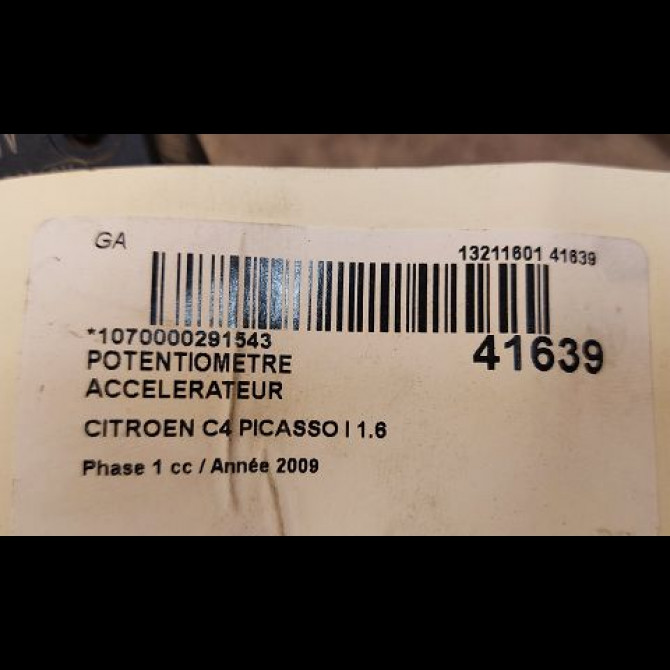 GA
13211601 41639
*1070000291543
41639
POTENTIOMETRE
ACCELERATEUR
CITROEN C4 PICASSO I 1.6
Phase 1 cc / Année 2009